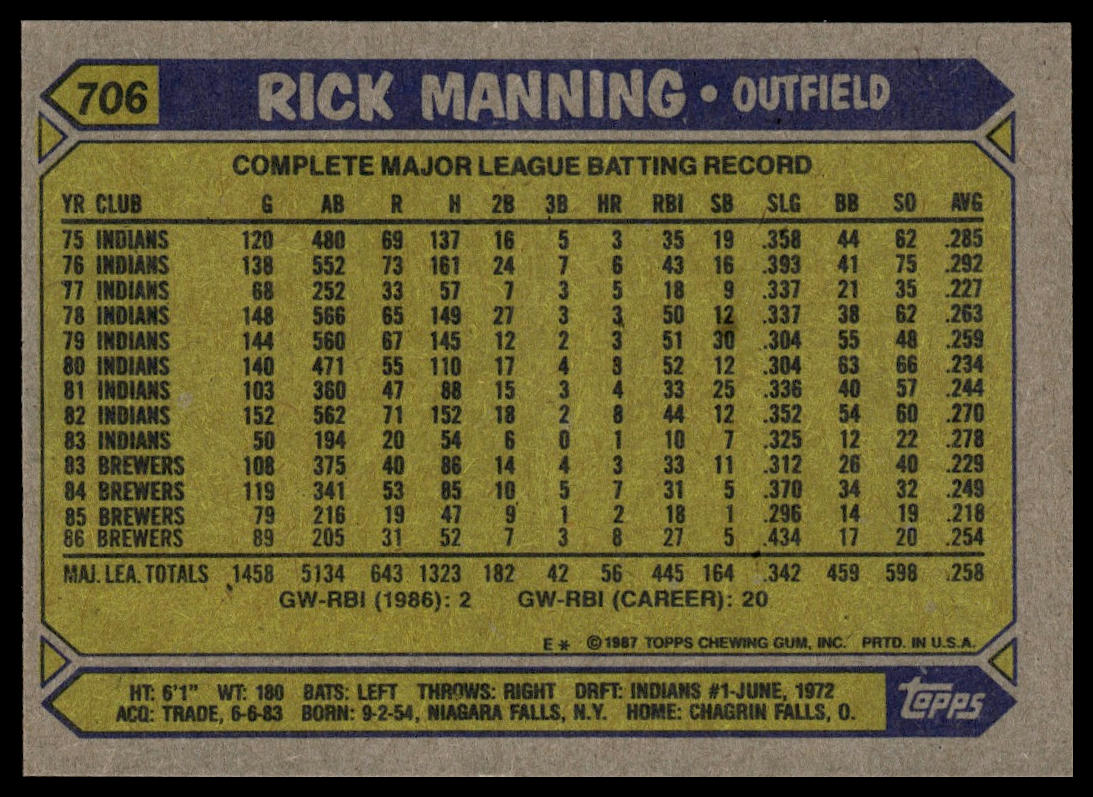 706 RICK MANNING • OUTFIELD
COMPLETE MAJOR LEAGUE BATTING RECORD
YR CLUB G AB R H 2B 3B HR RBI SB SLG BB SO AVG
75 INDIANS 120 480 69 137 16 5 3 35 19 .358 44 62 .285
76 INDIANS 138 552 73 161 24 7 6 43 16 .393 41 75 .292
77 INDIANS 68 252 33 57 7 3 5 18 9 .337 21 35 .227
78 INDIANS 148 566 65 149 27 3 3 50 12 .337 38 62 .263
79 INDIANS 144 560 67 145 12 2 3 51 30 .304 55 48 .259
80 INDIANS 140 471 55 110 17 4 3 52 12 .304 63 66 .234
81 INDIANS 103 360 47 88 15 3 4 33 25 .336 40 57 .244
82 INDIANS 152 562 71 152 18 2 8 44 12 .352 54 60 .270
83 INDIANS 50 194 20 54 6 0 1 10 7 .325 12 22 .278
83 BREWERS 108 375 40 86 14 4 3 33 11 .312 26 40 .229
84 BREWERS 119 341 53 85 10 5 7 31 5 .370 34 32 .249
85 BREWERS 79 216 19 47 9 1 2 18 1 .296 14 19 .218
86 BREWERS 89 205 31 52 7 3 8 27 5 .434 17 20 .254
MAJ. LEA. TOTALS 1458 5134 643 1323 182 42 56 445 164 .342 459 598 .258
GW-RBI (1986): 2 GW-RBI (CAREER): 20
E * ©1987 TOPPS CHEWING GUM, INC. PRTD. IN U.S.A.
HT: 6'1" WT: 180 BATS: LEFT THROWS: RIGHT DRFT: INDIANS #1-JUNE, 1972
ACQ: TRADE, 6-6-83 BORN: 9-2-54, NIAGARA FALLS, N.Y. HOME: CHAGRIN FALLS, O.
topps